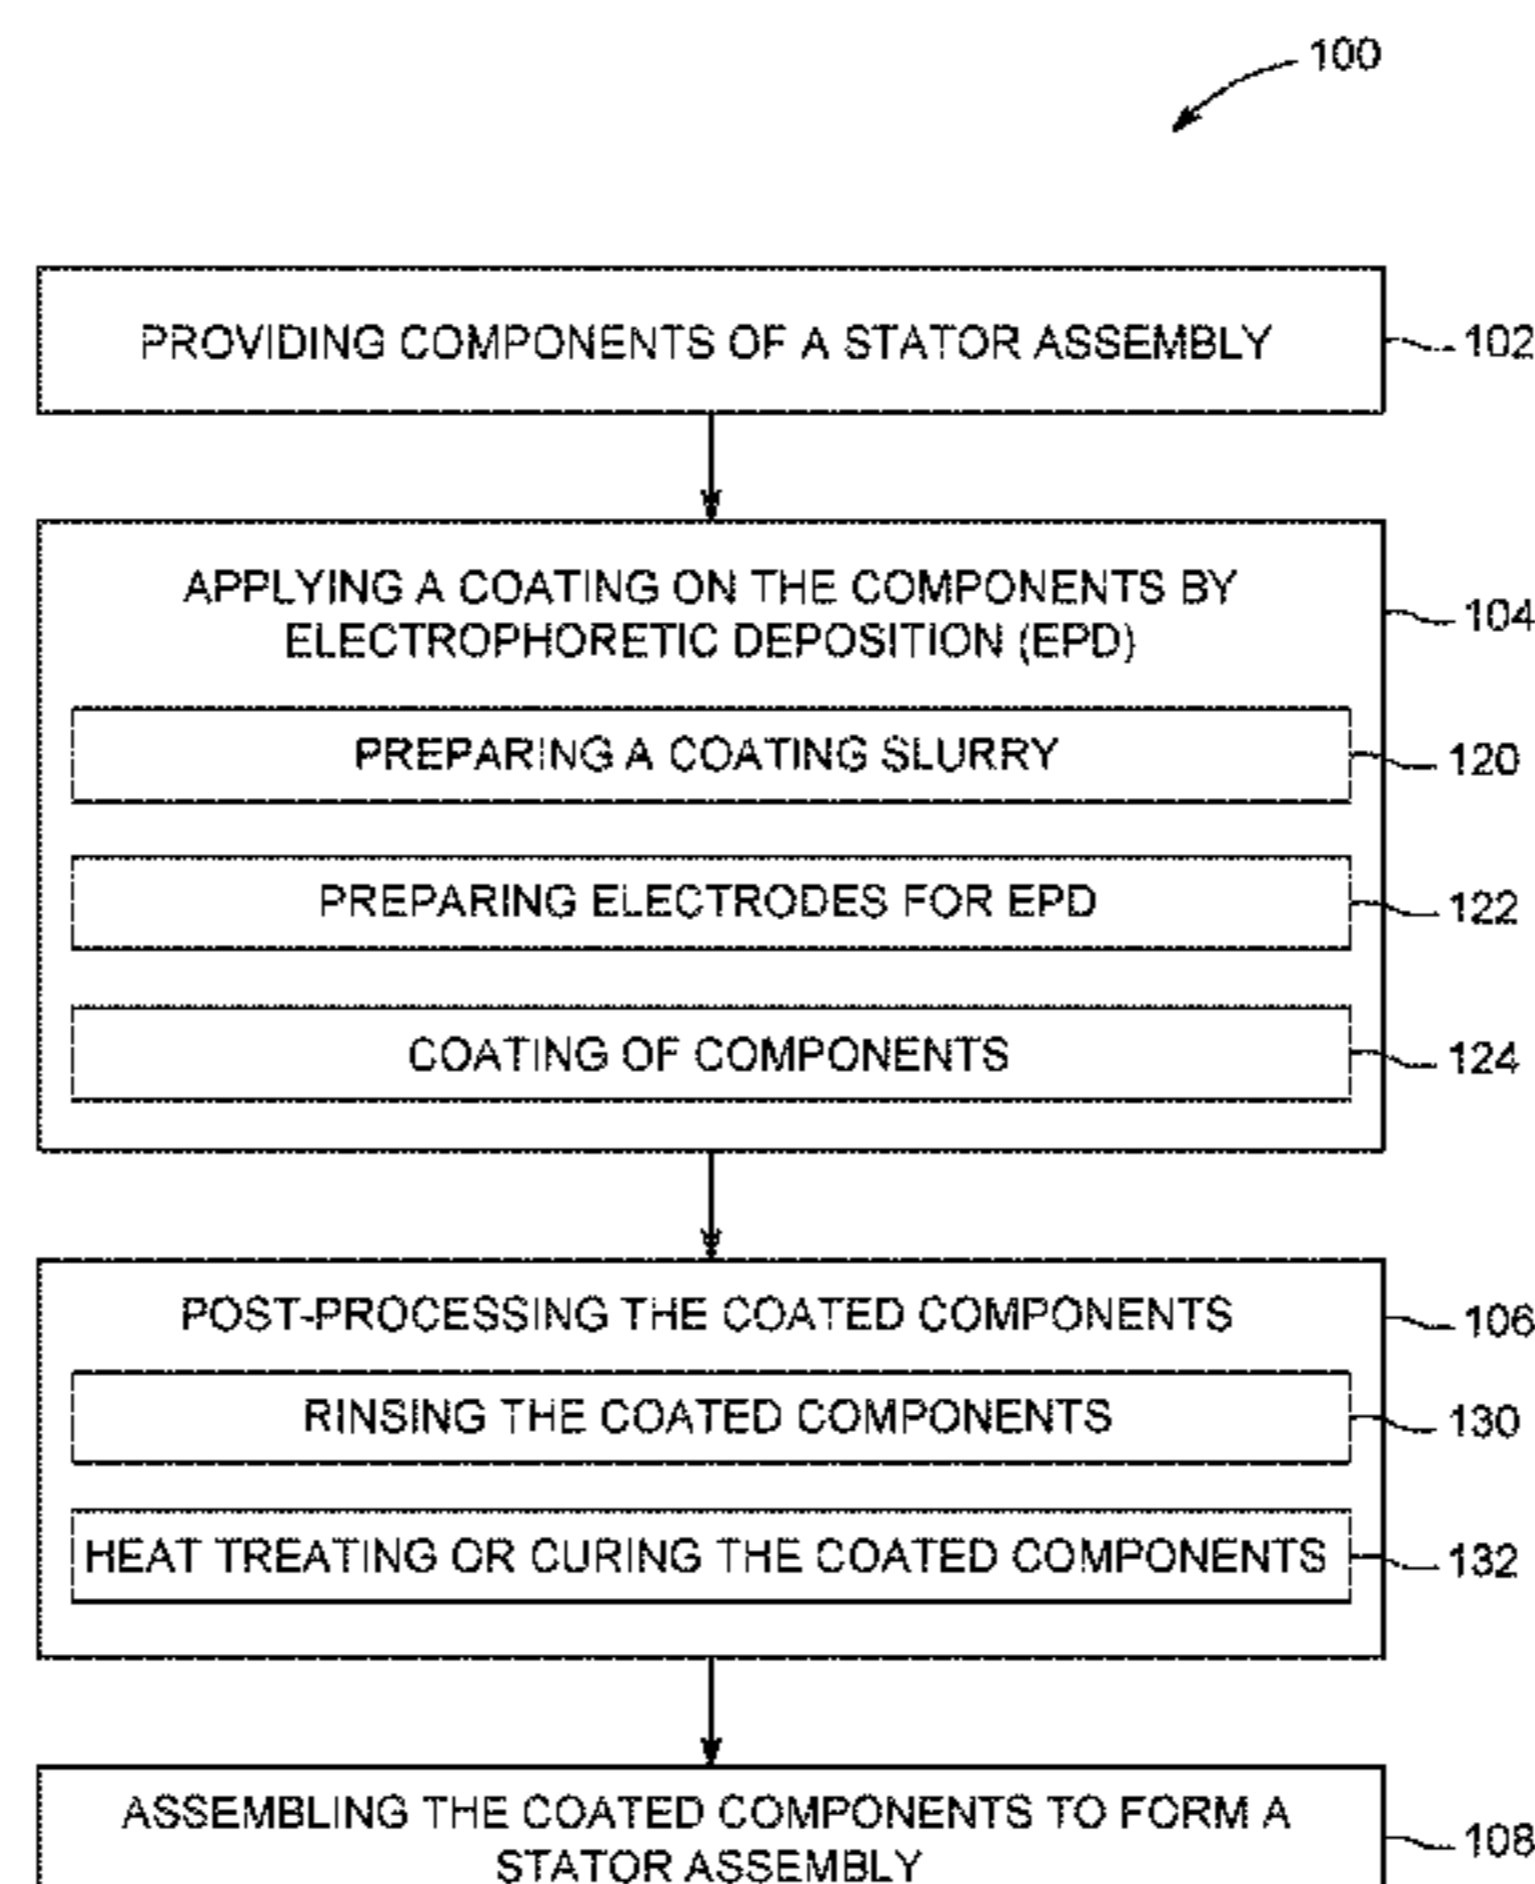 100
PROVIDING COMPONENTS OF A STATOR ASSEMBLY
102
APPLYING A COATING ON THE COMPONENTS BY
ELECTROPHORETIC DEPOSITION (EPD)
104
PREPARING A COATING SLURRY
120
PREPARING ELECTRODES FOR EPD
122
COATING OF COMPONENTS
124
POST-PROCESSING THE COATED COMPONENTS
106
RINSING THE COATED COMPONENTS
130
HEAT TREATING OR CURING THE COATED COMPONENTS
132
ASSEMBLING THE COATED COMPONENTS TO FORM A
STATOR ASSEMBLY
108